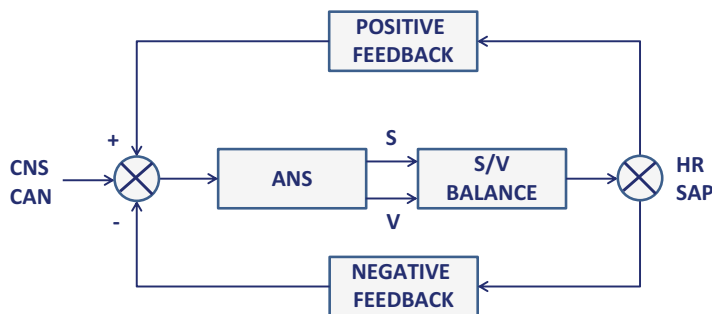 POSITIVE
FEEDBACK
+
S
CNS
CAN
ANS
S/V
BALANCE
HR
SAP
-
V
NEGATIVE
FEEDBACK